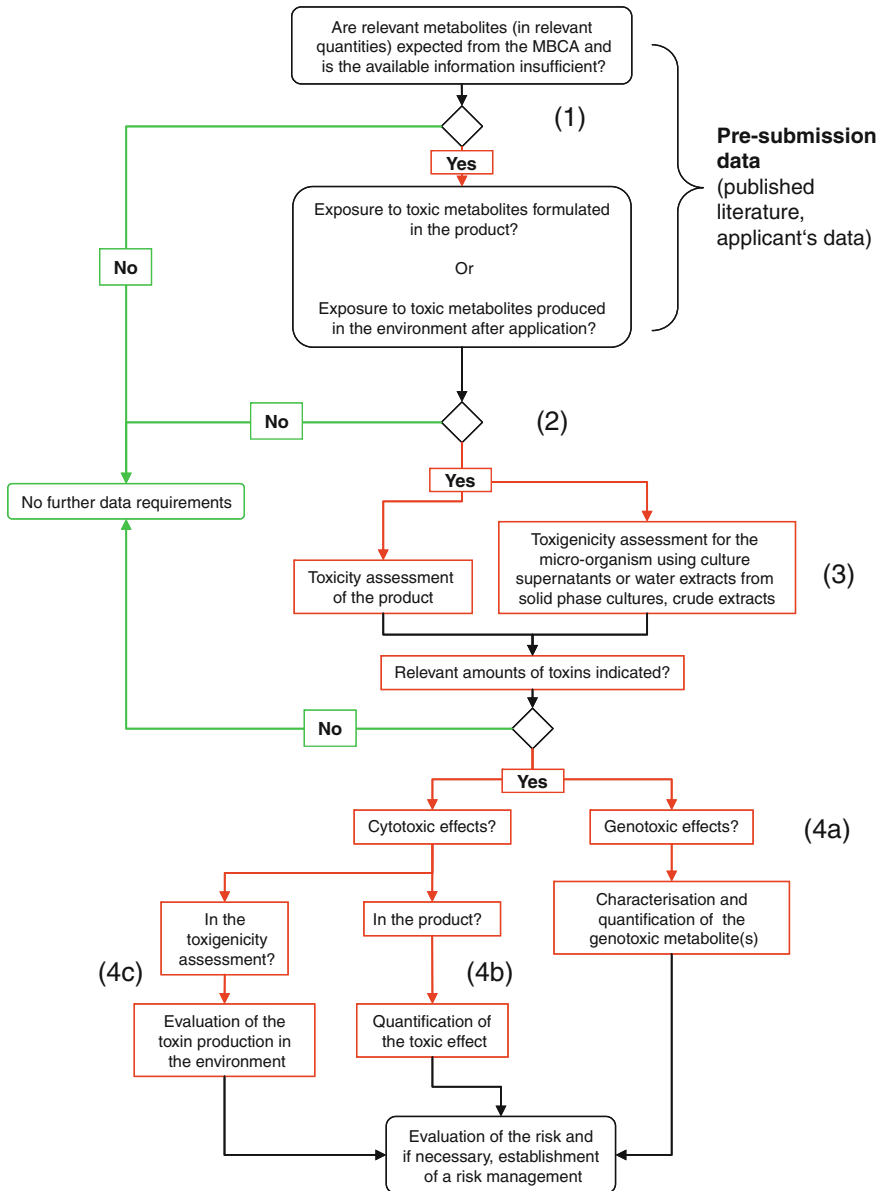 Are relevant metabolites (in relevant
quantities) expected from the MBCA and
is the available information insufficient?
(1)
Yes
Pre-submission
data
(published
literature,
applicant‘s data)
Exposure to toxic metabolites formulated
in the product?
Or
Exposure to toxic metabolites produced
in the environment after application?
No
No
(2)
Yes
No further data requirements
Toxicity assessment
of the product
Toxigenicity assessment for the
micro-organism using culture
supernatants or water extracts from
solid phase cultures, crude extracts
(3)
Relevant amounts of toxins indicated?
No
Yes
Cytotoxic effects?
Genotoxic effects?
(4a)
In the
toxigenicity
assessment?
In the product?
Characterisation and
quantification of the
genotoxic metabolite(s)
(4c)
(4b)
Evaluation of the
toxin production in
the environment
Quantification of
the toxic effect
Evaluation of the risk and
if necessary, establishment
of a risk management